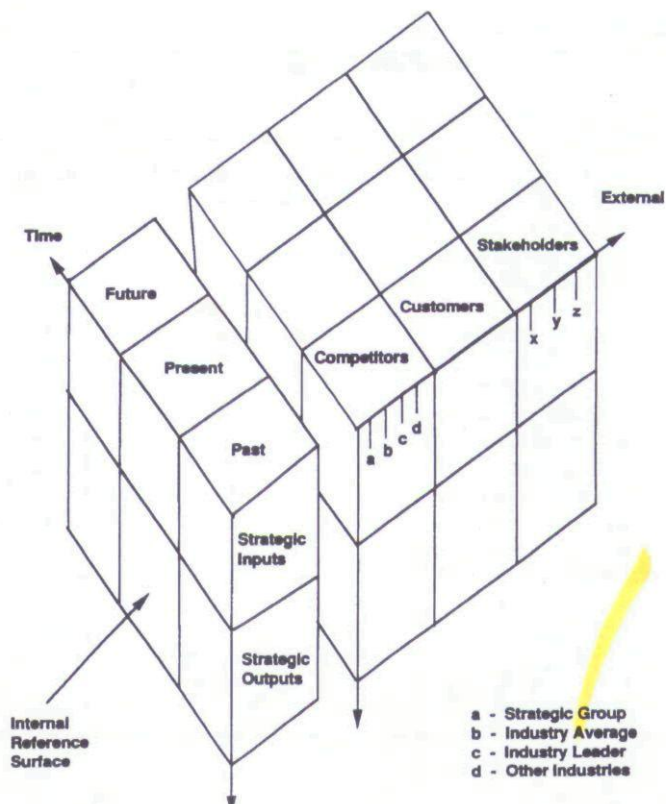 External
Time
Stakeholders
Future
Customers
z
y
x
Present
Competitors
d
c
b
a
Past
Strategic
Inputs
Strategic
Outputs
Internal
Reference
Surface
a - Strategic Group
b - Industry Average
c - Industry Leader
d - Other Industries